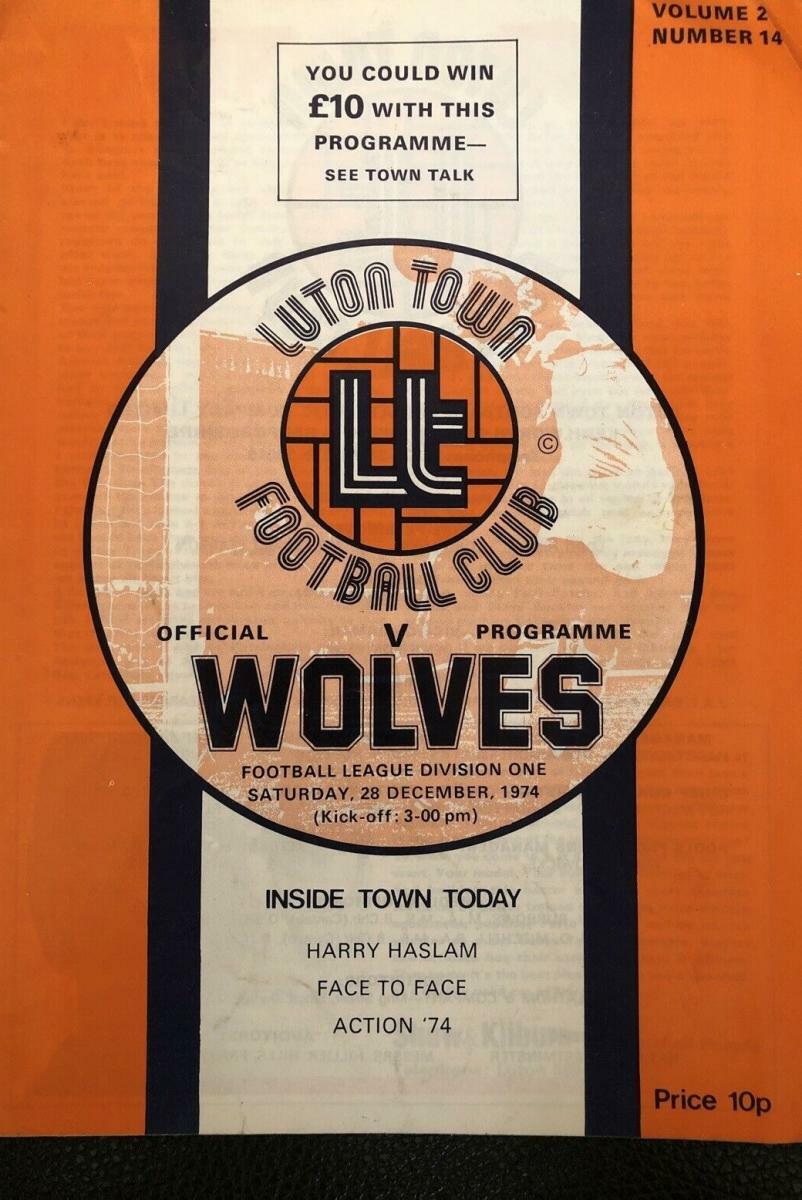 VOLUME 2
NUMBER 14
YOU COULD WIN
£10 WITH THIS
PROGRAMME—
SEE TOWN TALK
LUTON TOWN
Lt
©
FOOTBALL CLUB
OFFICIAL V PROGRAMME
WOLVES
FOOTBALL LEAGUE DIVISION ONE
SATURDAY, 28 DECEMBER, 1974
(Kick-off: 3-00 pm)
INSIDE TOWN TODAY
HARRY HASLAM
FACE TO FACE
ACTION '74
Price 10p